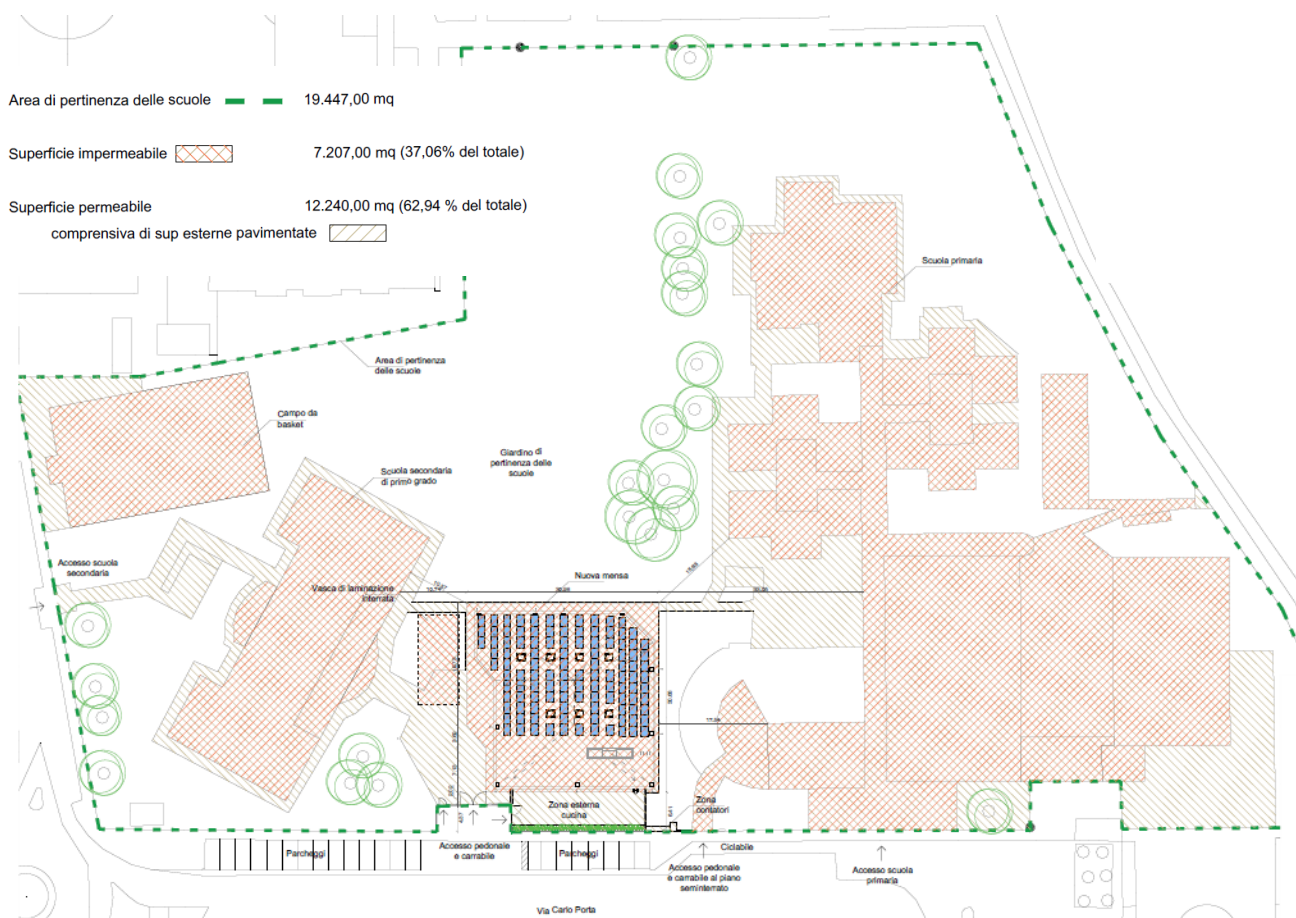 Area di pertinenza delle scuole 19.447,00 mq
Superficie impermeabile 7.207,00 mq (37,06% del totale)
Superficie permeabile 12.240,00 mq (62,94 % del totale)
comprensiva di sup esterne pavimentate
Scuola primaria
Area di pertinenza
delle scuole
Campo da
basket
Giardino di
pertinenza delle
scuole
Scuola secondaria
di primo grado
Accesso scuola
secondaria
Vasca di laminazione
interrata
Nuova mensa
Zona esterna
cucina
Zona
contatori
Parcheggi
Accesso pedonale
e carrabile
Parcheggi
Ciclabile
Accesso pedonale
e carrabile al piano
seminterrato
Accesso scuola
primaria
Via Carlo Porta